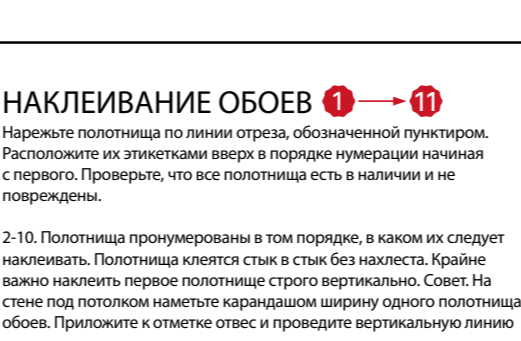 НАКЛЕИВАНИЕ ОБОЕВ 1 → 11
Нарежьте полотнища по линии отреза, обозначенной пунктиром.
Расположите их этикетками вверх в порядке нумерации начиная
с первого. Проверьте, что все полотнища есть в наличии и не
повреждены.
2-10. Полотнища пронумерованы в том порядке, в каком их следует
наклеивать. Полотнища клеятся стык в стык без нахлеста. Крайне
важно наклеить первое полотнище строго вертикально. Совет. На
стене под потолком наметьте карандашом ширину одного полотнища
обоев. Приложите к отметке отвес и проведите вертикальную линию